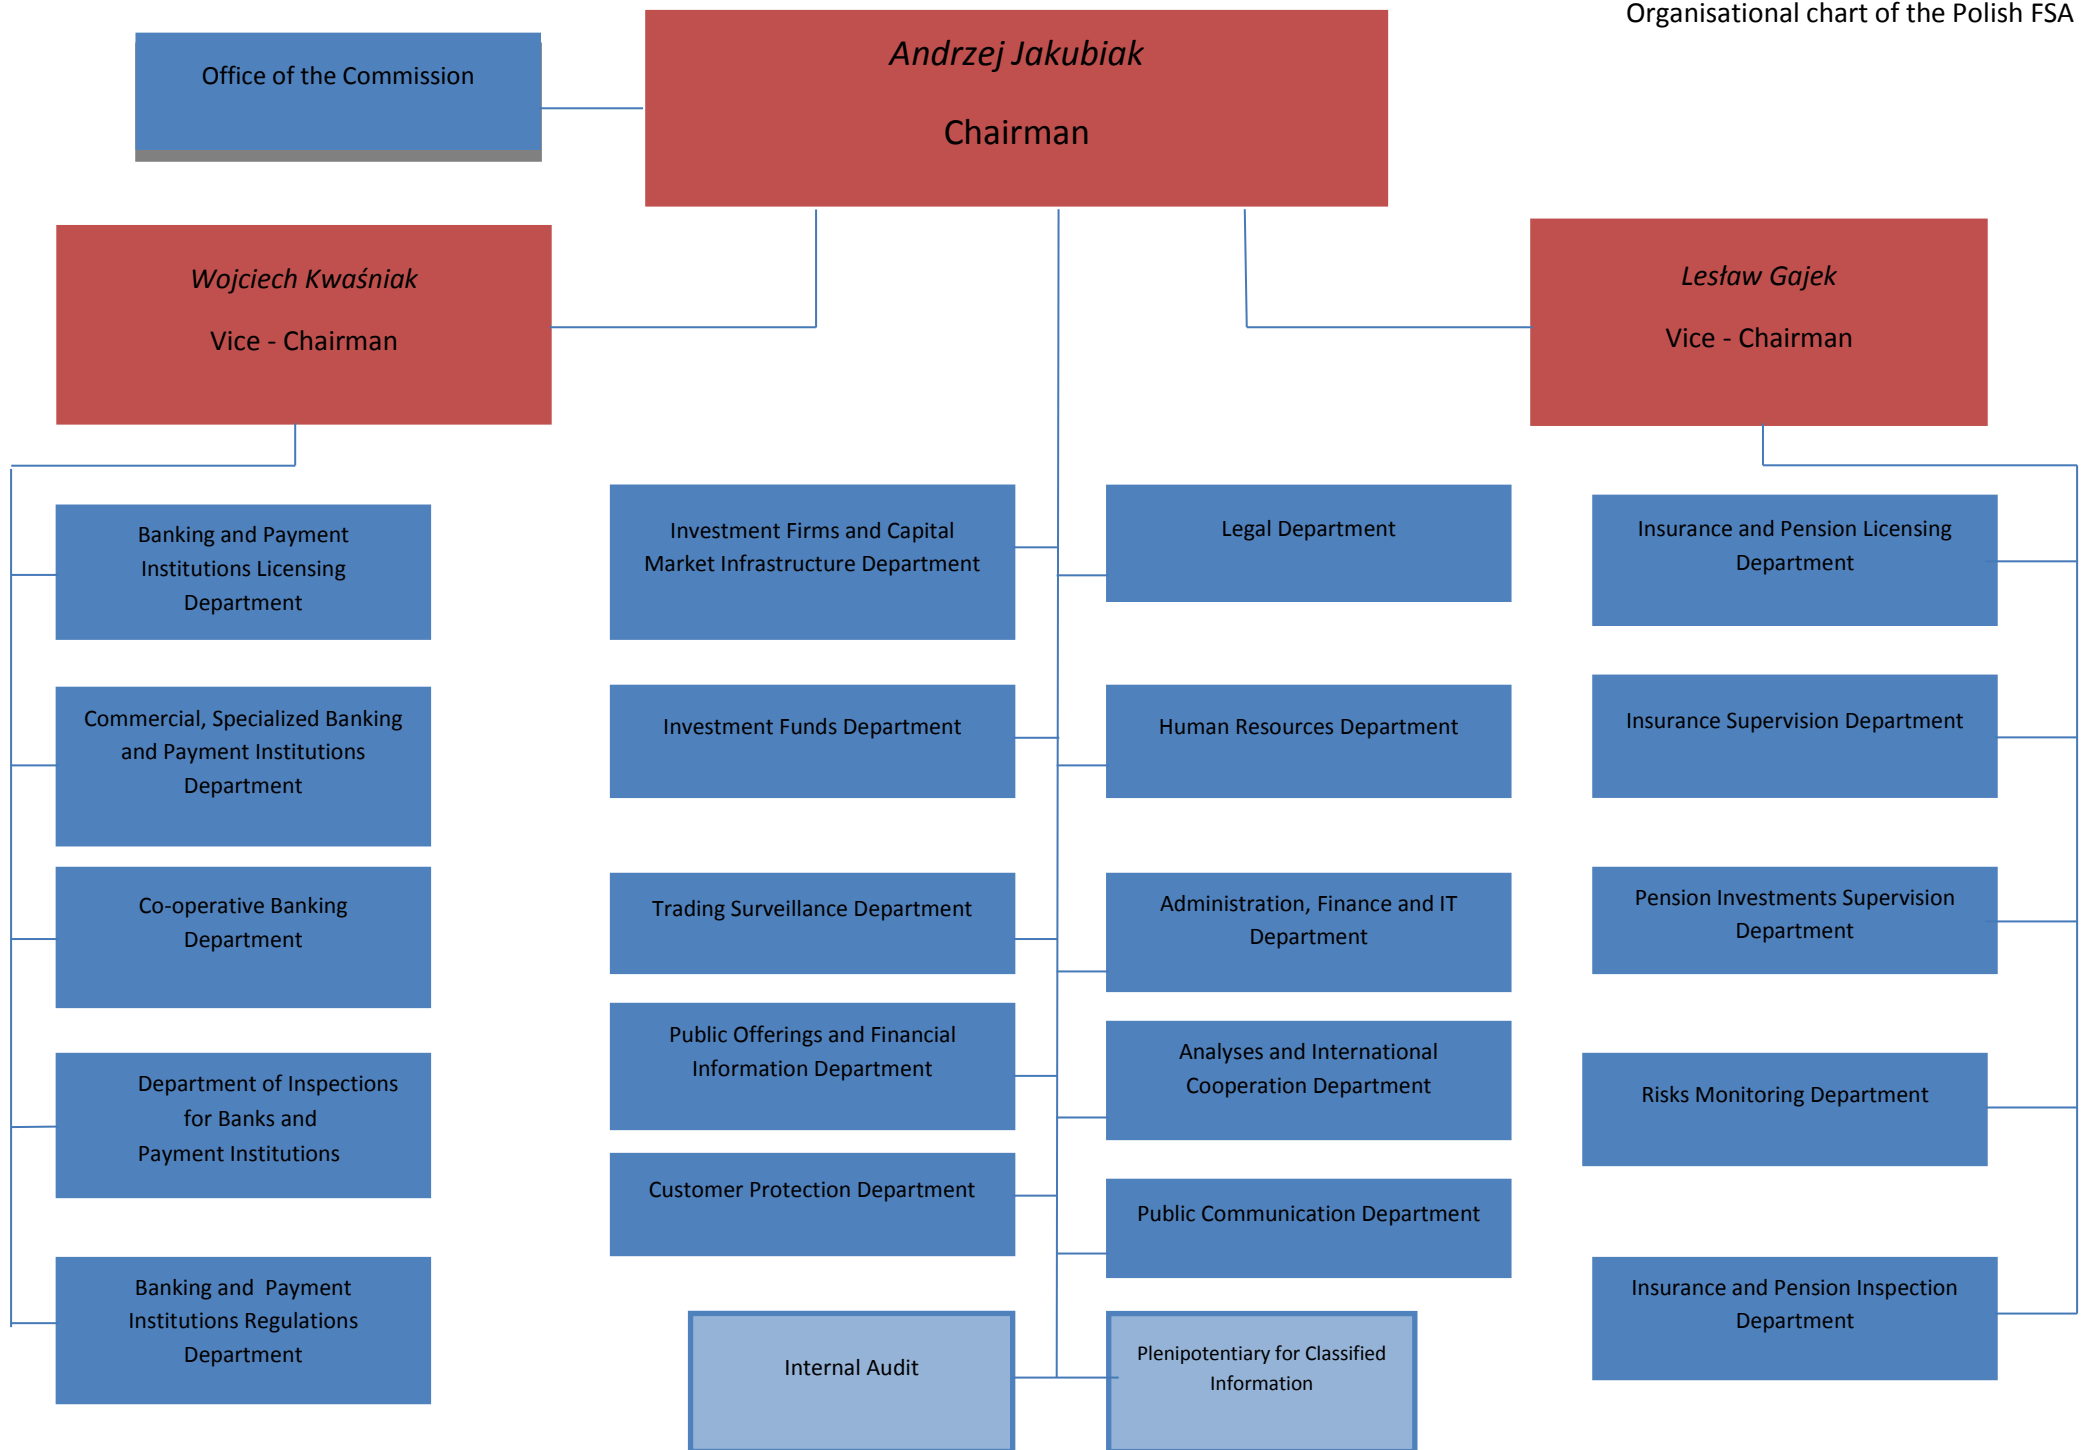 Organisational chart of the Polish FSA
Office of the Commission
Andrzej Jakubiak
Chairman
Wojciech Kwaśniak
Vice - Chairman
Lesław Gajek
Vice - Chairman
Banking and Payment
Institutions Licensing
Department
Commercial, Specialized Banking
and Payment Institutions
Department
Co-operative Banking
Department
Department of Inspections
for Banks and
Payment Institutions
Banking and  Payment
Institutions Regulations
Department
Investment Firms and Capital
Market Infrastructure Department
Investment Funds Department
Trading Surveillance Department
Public Offerings and Financial
Information Department
Customer Protection Department
Internal Audit
Legal Department
Human Resources Department
Administration, Finance and IT
Department
Analyses and International
Cooperation Department
Public Communication Department
Plenipotentiary for Classified
Information
Insurance and Pension Licensing
Department
Insurance Supervision Department
Pension Investments Supervision
Department
Risks Monitoring Department
Insurance and Pension Inspection
Department